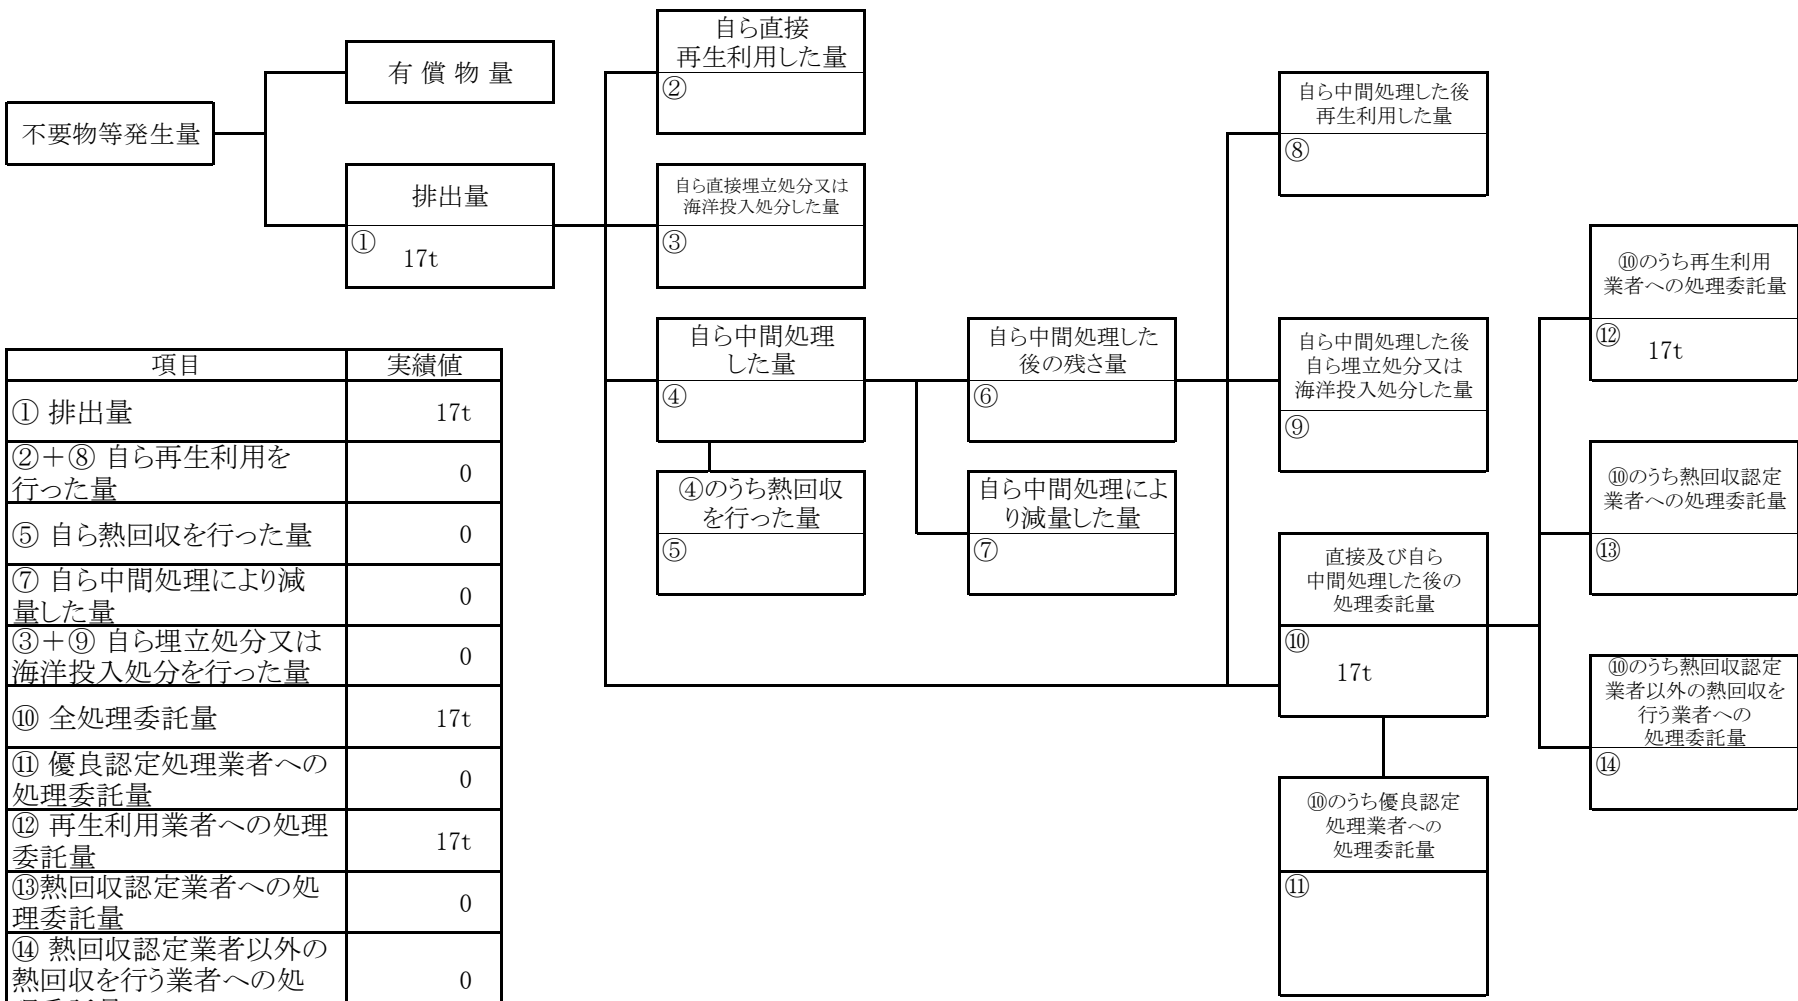 自ら直接
再生利用した量
②
有 償 物 量
不要物等発生量
排出量
①
17t
自ら直接埋立処分又は
海洋投入処分した量
③
自ら中間処理した後
再生利用した量
⑧
⑩のうち再生利用
業者への処理委託量
⑫
17t
自ら中間処理
した量
④
自ら中間処理した
後の残さ量
⑥
自ら中間処理した後
自ら埋立処分又は
海洋投入処分した量
⑨
④のうち熱回収
を行った量
⑤
自ら中間処理によ
り減量した量
⑦
⑩のうち熱回収認定
業者への処理委託量
⑬
直接及び自ら
中間処理した後の
処理委託量
⑩
17t
⑩のうち熱回収認定
業者以外の熱回収を
行う業者への
処理委託量
⑭
⑩のうち優良認定
処理業者への
処理委託量
⑪
項目 実績値
① 排出量 17t
②+⑧ 自ら再生利用を
行った量 0
⑤ 自ら熱回収を行った量 0
⑦ 自ら中間処理により減
量した量 0
③+⑨ 自ら埋立処分又は
海洋投入処分を行った量 0
⑩ 全処理委託量 17t
⑪ 優良認定処理業者への
処理委託量 0
⑫ 再生利用業者への処理
委託量 17t
⑬熱回収認定業者への処
理委託量 0
⑭ 熱回収認定業者以外の
熱回収を行う業者への処 0